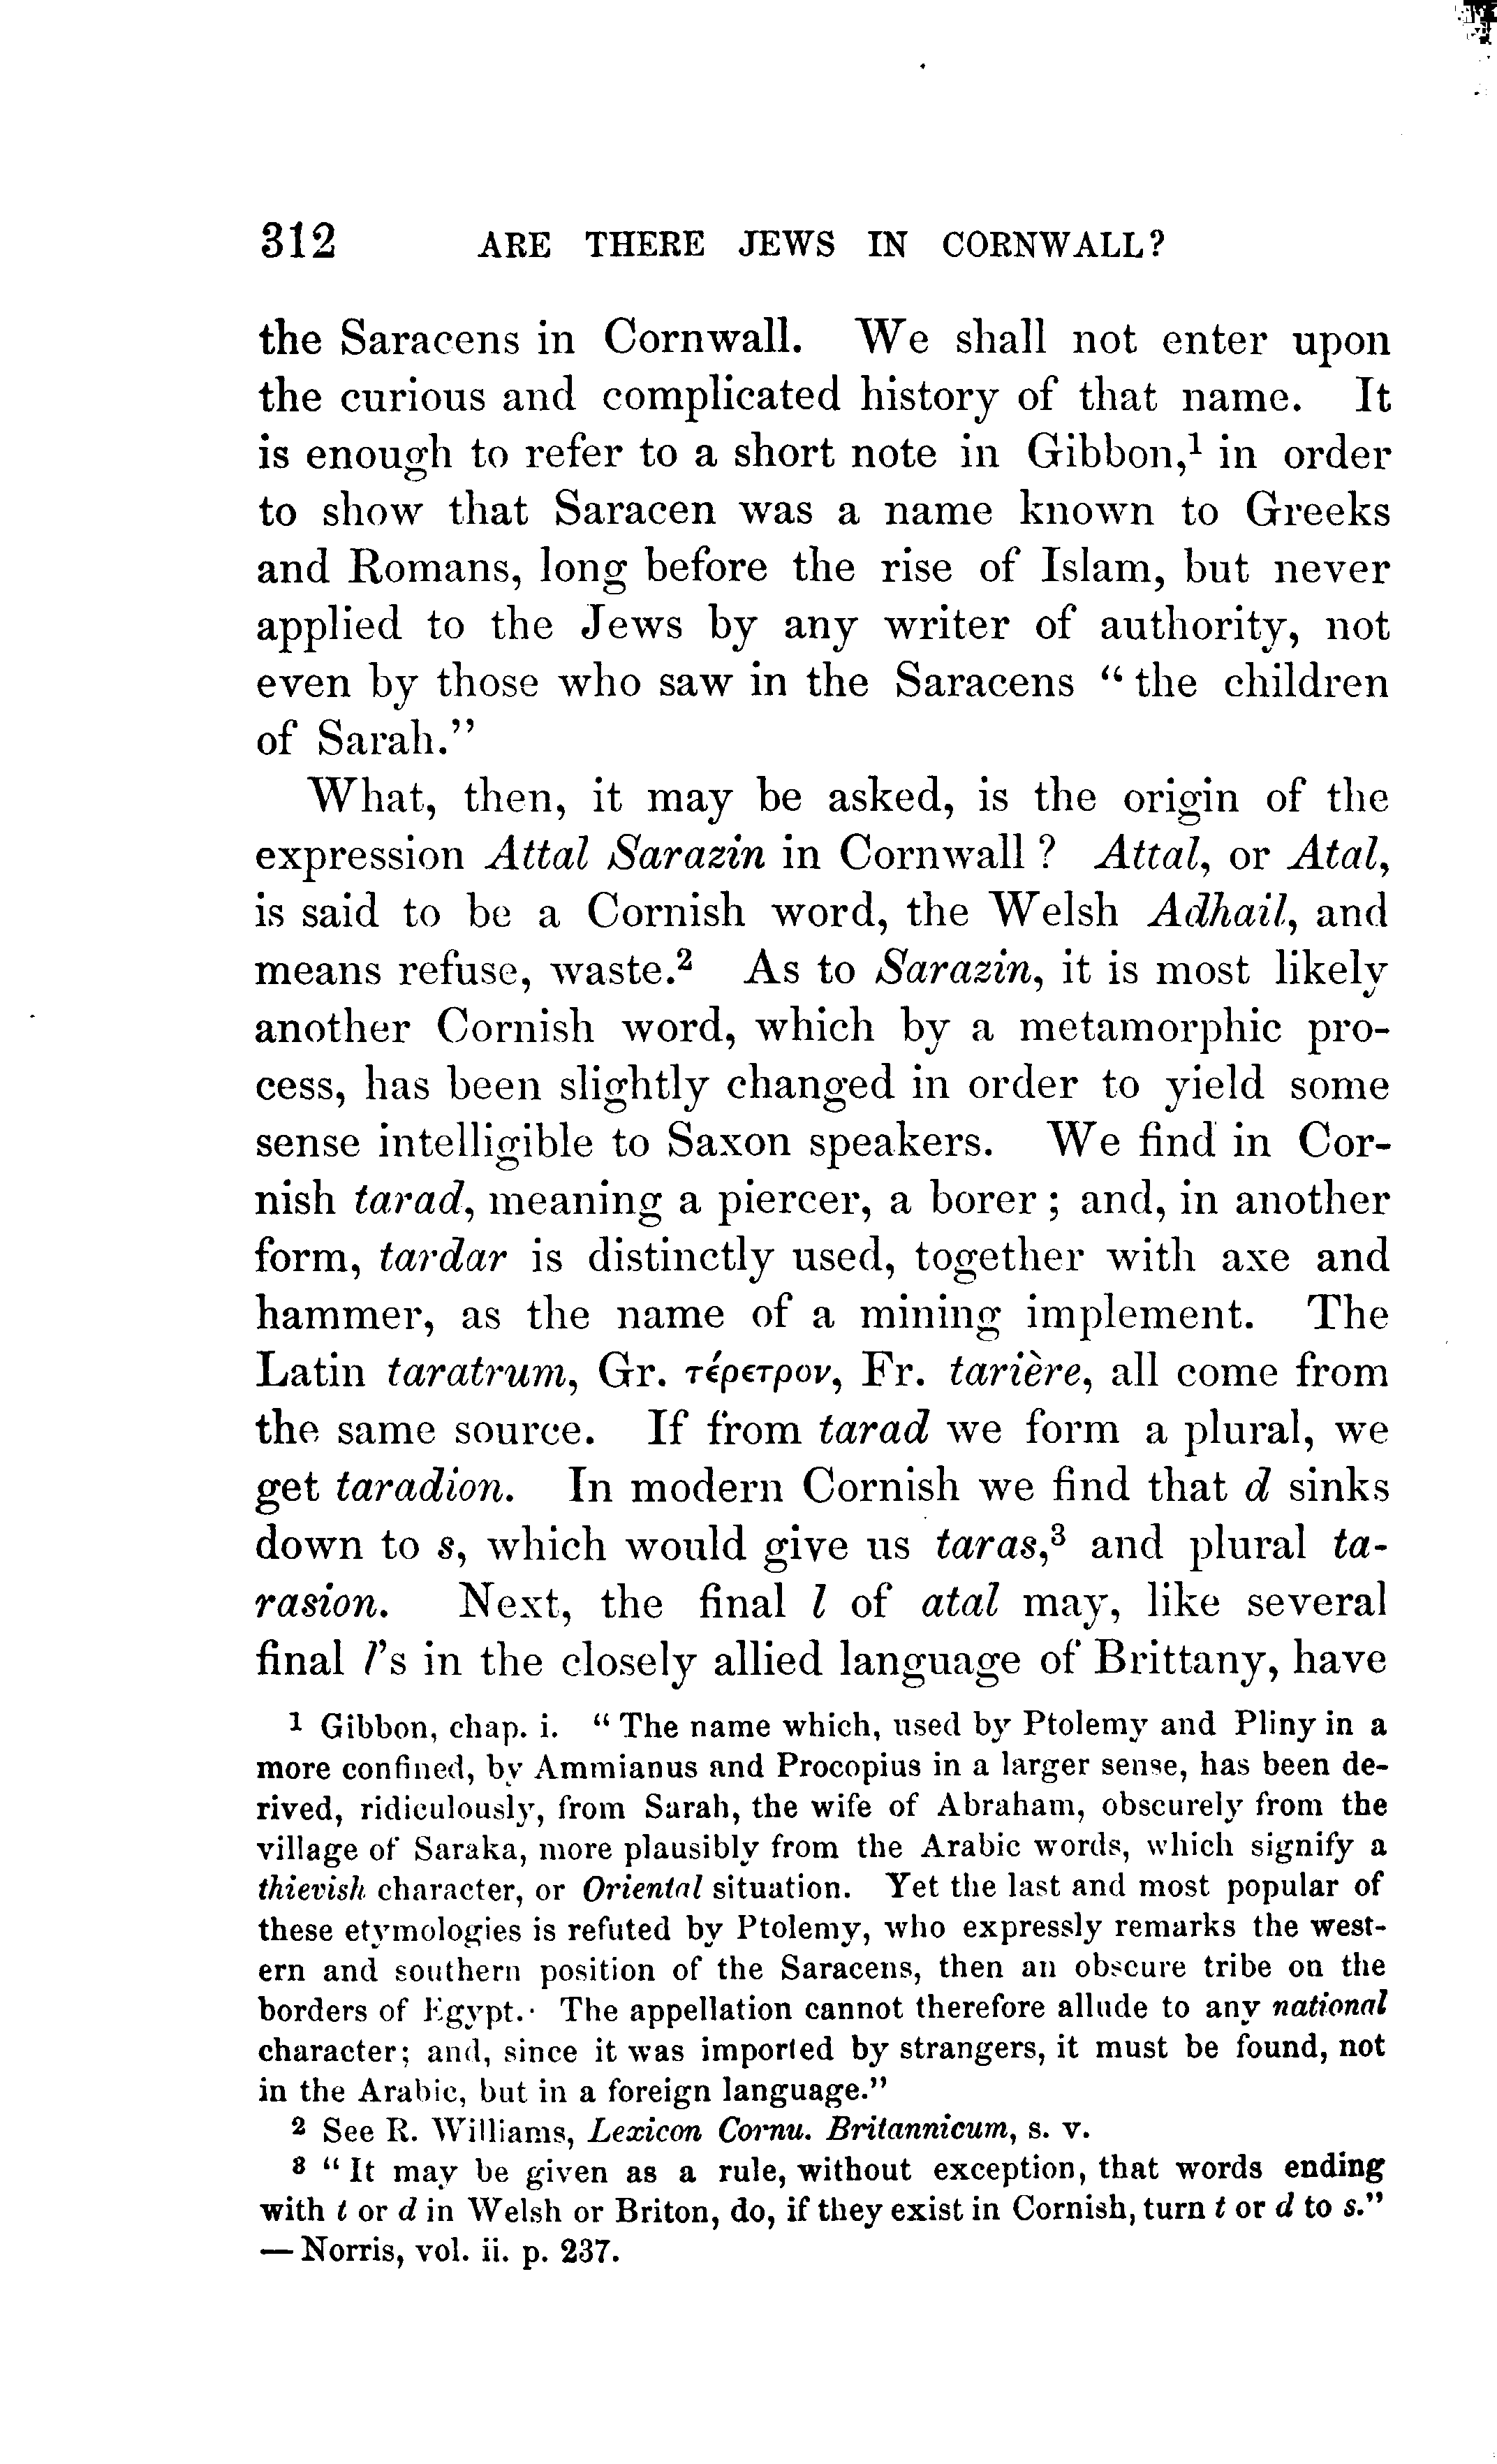 312 ARE THERE JEWS IN CORNWALL?
the Saracens in Cornwall. We shall not enter upon
the curious and complicated history of that name. It
is enough to refer to a short note in Gibbon,¹ in order
to show that Saracen was a name known to Greeks
and Romans, long before the rise of Islam, but never
applied to the Jews by any writer of authority, not
even by those who saw in the Saracens “the children
of Sarah.”
What, then, it may be asked, is the origin of the
expression Attal Sarazin in Cornwall? Attal, or Atal,
is said to be a Cornish word, the Welsh Adhail, and
means refuse, waste.² As to Sarazin, it is most likely
another Cornish word, which by a metamorphic pro-
cess, has been slightly changed in order to yield some
sense intelligible to Saxon speakers. We find in Cor-
nish tarad, meaning a piercer, a borer; and, in another
form, tardar is distinctly used, together with axe and
hammer, as the name of a mining implement. The
Latin taratrum, Gr. τέρετρον, Fr. tarière, all come from
the same source. If from tarad we form a plural, we
get taradion. In modern Cornish we find that d sinks
down to s, which would give us taras,³ and plural ta-
rasion. Next, the final l of atal may, like several
final l’s in the closely allied language of Brittany, have
¹ Gibbon, chap. i. “The name which, used by Ptolemy and Pliny in a
more confined, by Ammianus and Procopius in a larger sense, has been de-
rived, ridiculously, from Sarah, the wife of Abraham, obscurely from the
village of Saraka, more plausibly from the Arabic words, which signify a
thievish character, or Oriental situation. Yet the last and most popular of
these etymologies is refuted by Ptolemy, who expressly remarks the west-
ern and southern position of the Saracens, then an obscure tribe on the
borders of Egypt. The appellation cannot therefore allude to any national
character; and, since it was imported by strangers, it must be found, not
in the Arabic, but in a foreign language.”
² See R. Williams, Lexicon Cornu. Britannicum, s. v.
³ “It may be given as a rule, without exception, that words ending
with t or d in Welsh or Briton, do, if they exist in Cornish, turn t or d to s.”
— Norris, vol. ii. p. 237.